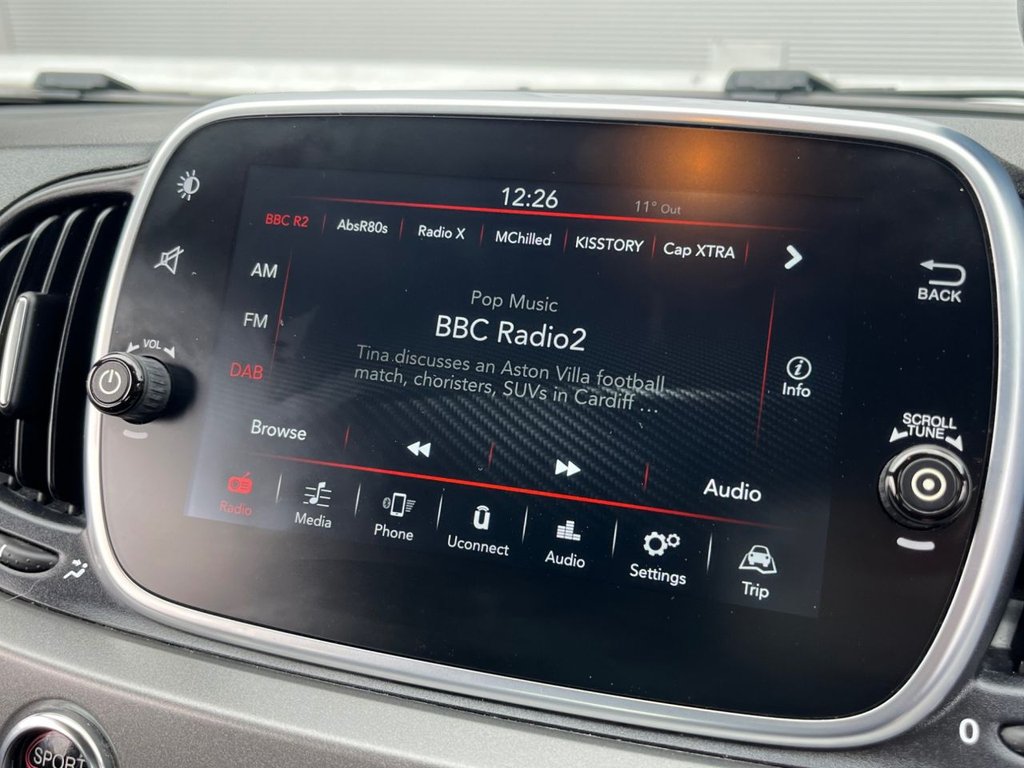 12:26
11° Out
BBC R2 AbsR80s Radio X MChilled KISSTORY Cap XTRA
AM
FM
DAB
Pop Music
BBC Radio2
Tina discusses an Aston Villa football
match, choristers, SUVs in Cardiff ...
Info
BACK
VOL
SCROLL
TUNE
Browse
Audio
Radio
Media
Phone
Uconnect
Audio
Settings
Trip
SPORT
0